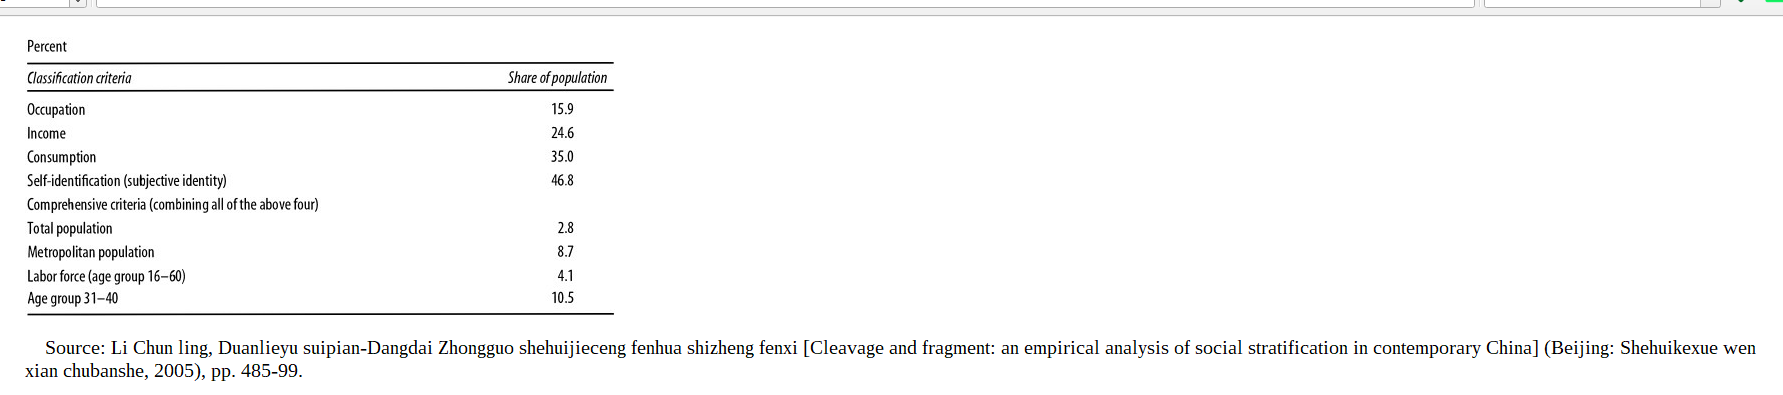 Percent
Classification criteria Share of population
Occupation 15.9
Income 24.6
Consumption 35.0
Self-identification (subjective identity) 46.8
Comprehensive criteria (combining all of the above four)
Total population 2.8
Metropolitan population 8.7
Labor force (age group 16–60) 4.1
Age group 31–40 10.5
Source: Li Chun ling, Duanlieyu suipian-Dangdai Zhongguo shehuijieceng fenhua shizheng fenxi [Cleavage and fragment: an empirical analysis of social stratification in contemporary China] (Beijing: Shehuikexue wen
xian chubanshe, 2005), pp. 485-99.